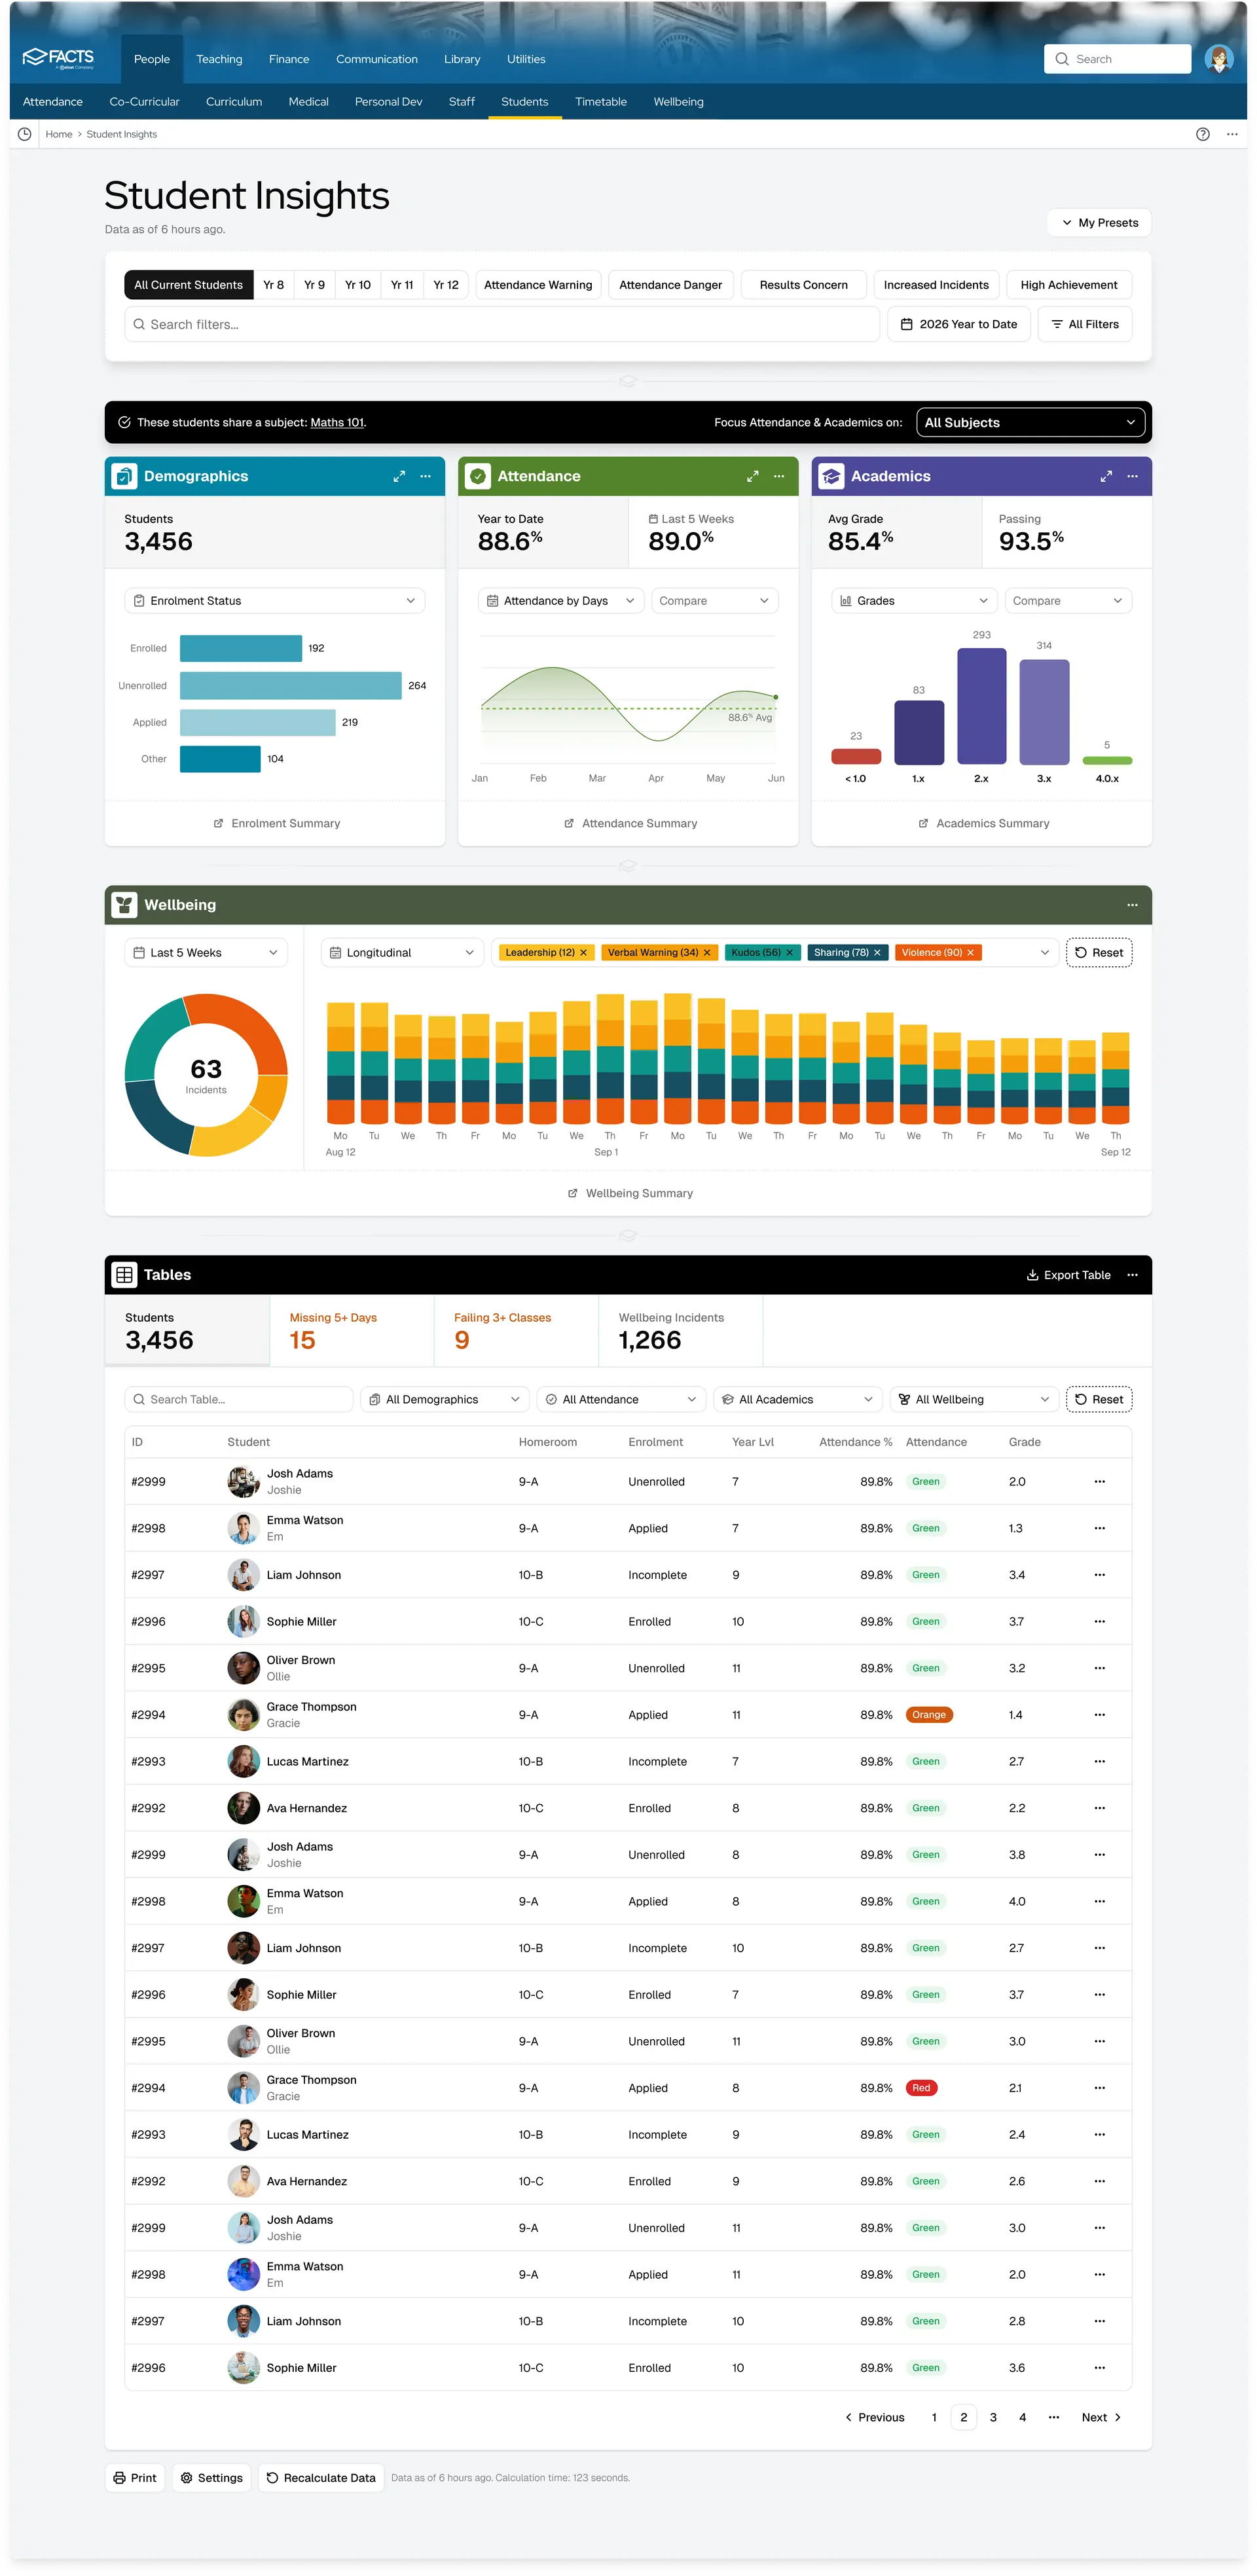 FACTS
A Nelnet Company
People Teaching Finance Communication Library Utilities
Search
Attendance Co-Curricular Curriculum Medical Personal Dev Staff Students Timetable Wellbeing
Home > Student Insights
Student Insights
Data as of 6 hours ago.
My Presets
All Current Students Yr 8 Yr 9 Yr 10 Yr 11 Yr 12 Attendance Warning Attendance Danger Results Concern Increased Incidents High Achievement
Search filters...
2026 Year to Date
All Filters
These students share a subject: Maths 101.
Focus Attendance & Academics on:
All Subjects
Demographics
Students
3,456
Enrolment Status
Enrolled 192
Unenrolled 264
Applied 219
Other 104
Enrolment Summary
Attendance
Year to Date
88.6%
Last 5 Weeks
89.0%
Attendance by Days
Compare
88.6% Avg
Jan Feb Mar Apr May Jun
Attendance Summary
Academics
Avg Grade
85.4%
Passing
93.5%
Grades
Compare
23 83 293 314 5
< 1.0 1.x 2.x 3.x 4.0.x
Academics Summary
Wellbeing
Last 5 Weeks
63
Incidents
Longitudinal
Leadership (12) Verbal Warning (34) Kudos (56) Sharing (78) Violence (90)
Reset
Mo Tu We Th Fr Mo Tu We Th Fr Mo Tu We Th Fr Mo Tu We Th Fr Mo Tu We Th
Aug 12 Sep 1 Sep 12
Wellbeing Summary
Tables
Export Table
Students
3,456
Missing 5+ Days
15
Failing 3+ Classes
9
Wellbeing Incidents
1,266
Search Table...
All Demographics
All Attendance
All Academics
All Wellbeing
Reset
ID Student Homeroom Enrolment Year Lvl Attendance % Attendance Grade
#2999 Josh Adams 9-A Unenrolled 7 89.8% Green 2.0
Joshie
#2998 Emma Watson 9-A Applied 7 89.8% Green 1.3
Em
#2997 Liam Johnson 10-B Incomplete 9 89.8% Green 3.4
#2996 Sophie Miller 10-C Enrolled 10 89.8% Green 3.7
#2995 Oliver Brown 9-A Unenrolled 11 89.8% Green 3.2
Ollie
#2994 Grace Thompson 9-A Applied 11 89.8% Orange 1.4
Gracie
#2993 Lucas Martinez 10-B Incomplete 7 89.8% Green 2.7
#2992 Ava Hernandez 10-C Enrolled 8 89.8% Green 2.2
#2999 Josh Adams 9-A Unenrolled 8 89.8% Green 3.8
Joshie
#2998 Emma Watson 9-A Applied 8 89.8% Green 4.0
Em
#2997 Liam Johnson 10-B Incomplete 10 89.8% Green 2.7
#2996 Sophie Miller 10-C Enrolled 7 89.8% Green 3.7
#2995 Oliver Brown 9-A Unenrolled 11 89.8% Green 3.0
Ollie
#2994 Grace Thompson 9-A Applied 8 89.8% Red 2.1
Gracie
#2993 Lucas Martinez 10-B Incomplete 9 89.8% Green 2.4
#2992 Ava Hernandez 10-C Enrolled 9 89.8% Green 2.6
#2999 Josh Adams 9-A Unenrolled 11 89.8% Green 3.0
Joshie
#2998 Emma Watson 9-A Applied 11 89.8% Green 2.0
Em
#2997 Liam Johnson 10-B Incomplete 10 89.8% Green 2.8
#2996 Sophie Miller 10-C Enrolled 10 89.8% Green 3.6
Previous 1 2 3 4 ... Next
Print
Settings
Recalculate Data
Data as of 6 hours ago. Calculation time: 123 seconds.